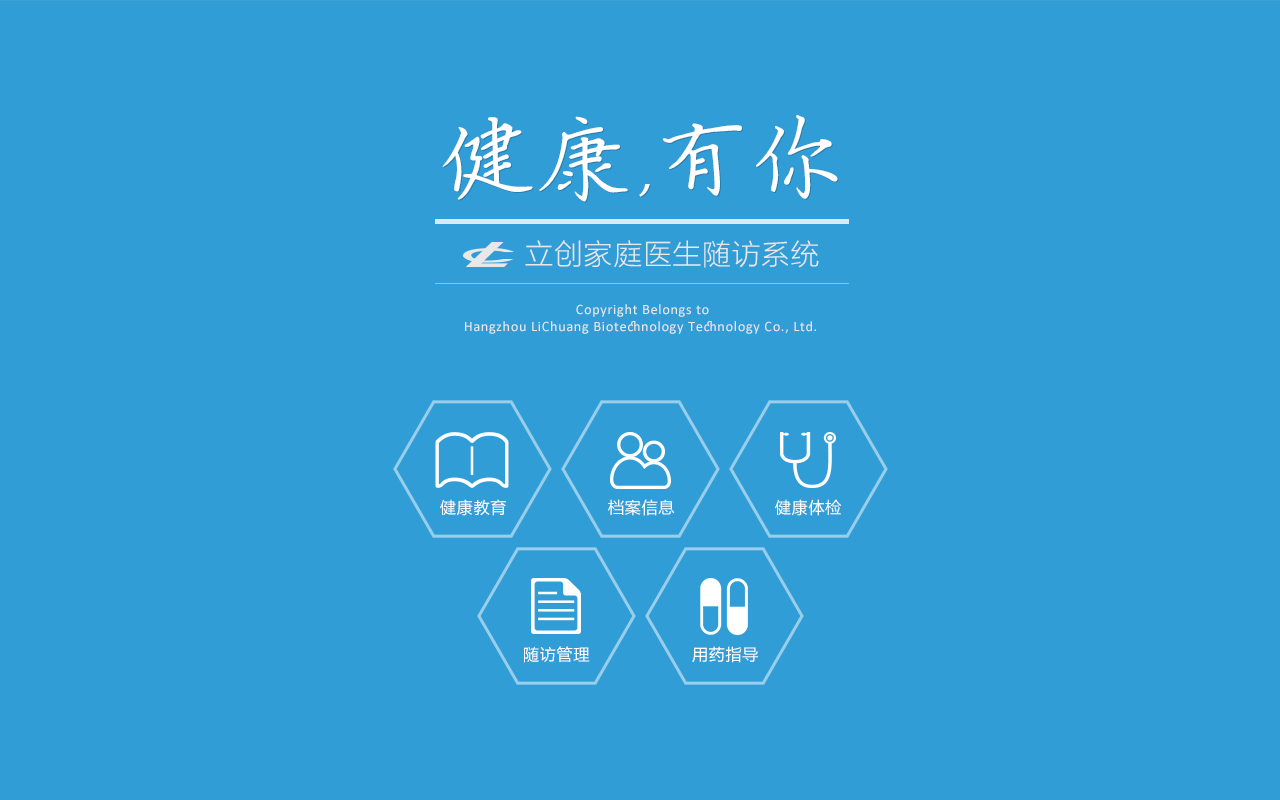 健康,有你
立创家庭医生随访系统
Copyright Belongs to
Hangzhou LiChuang Biotechnology Technology Co., Ltd.
健康教育
档案信息
健康体检
随访管理
用药指导